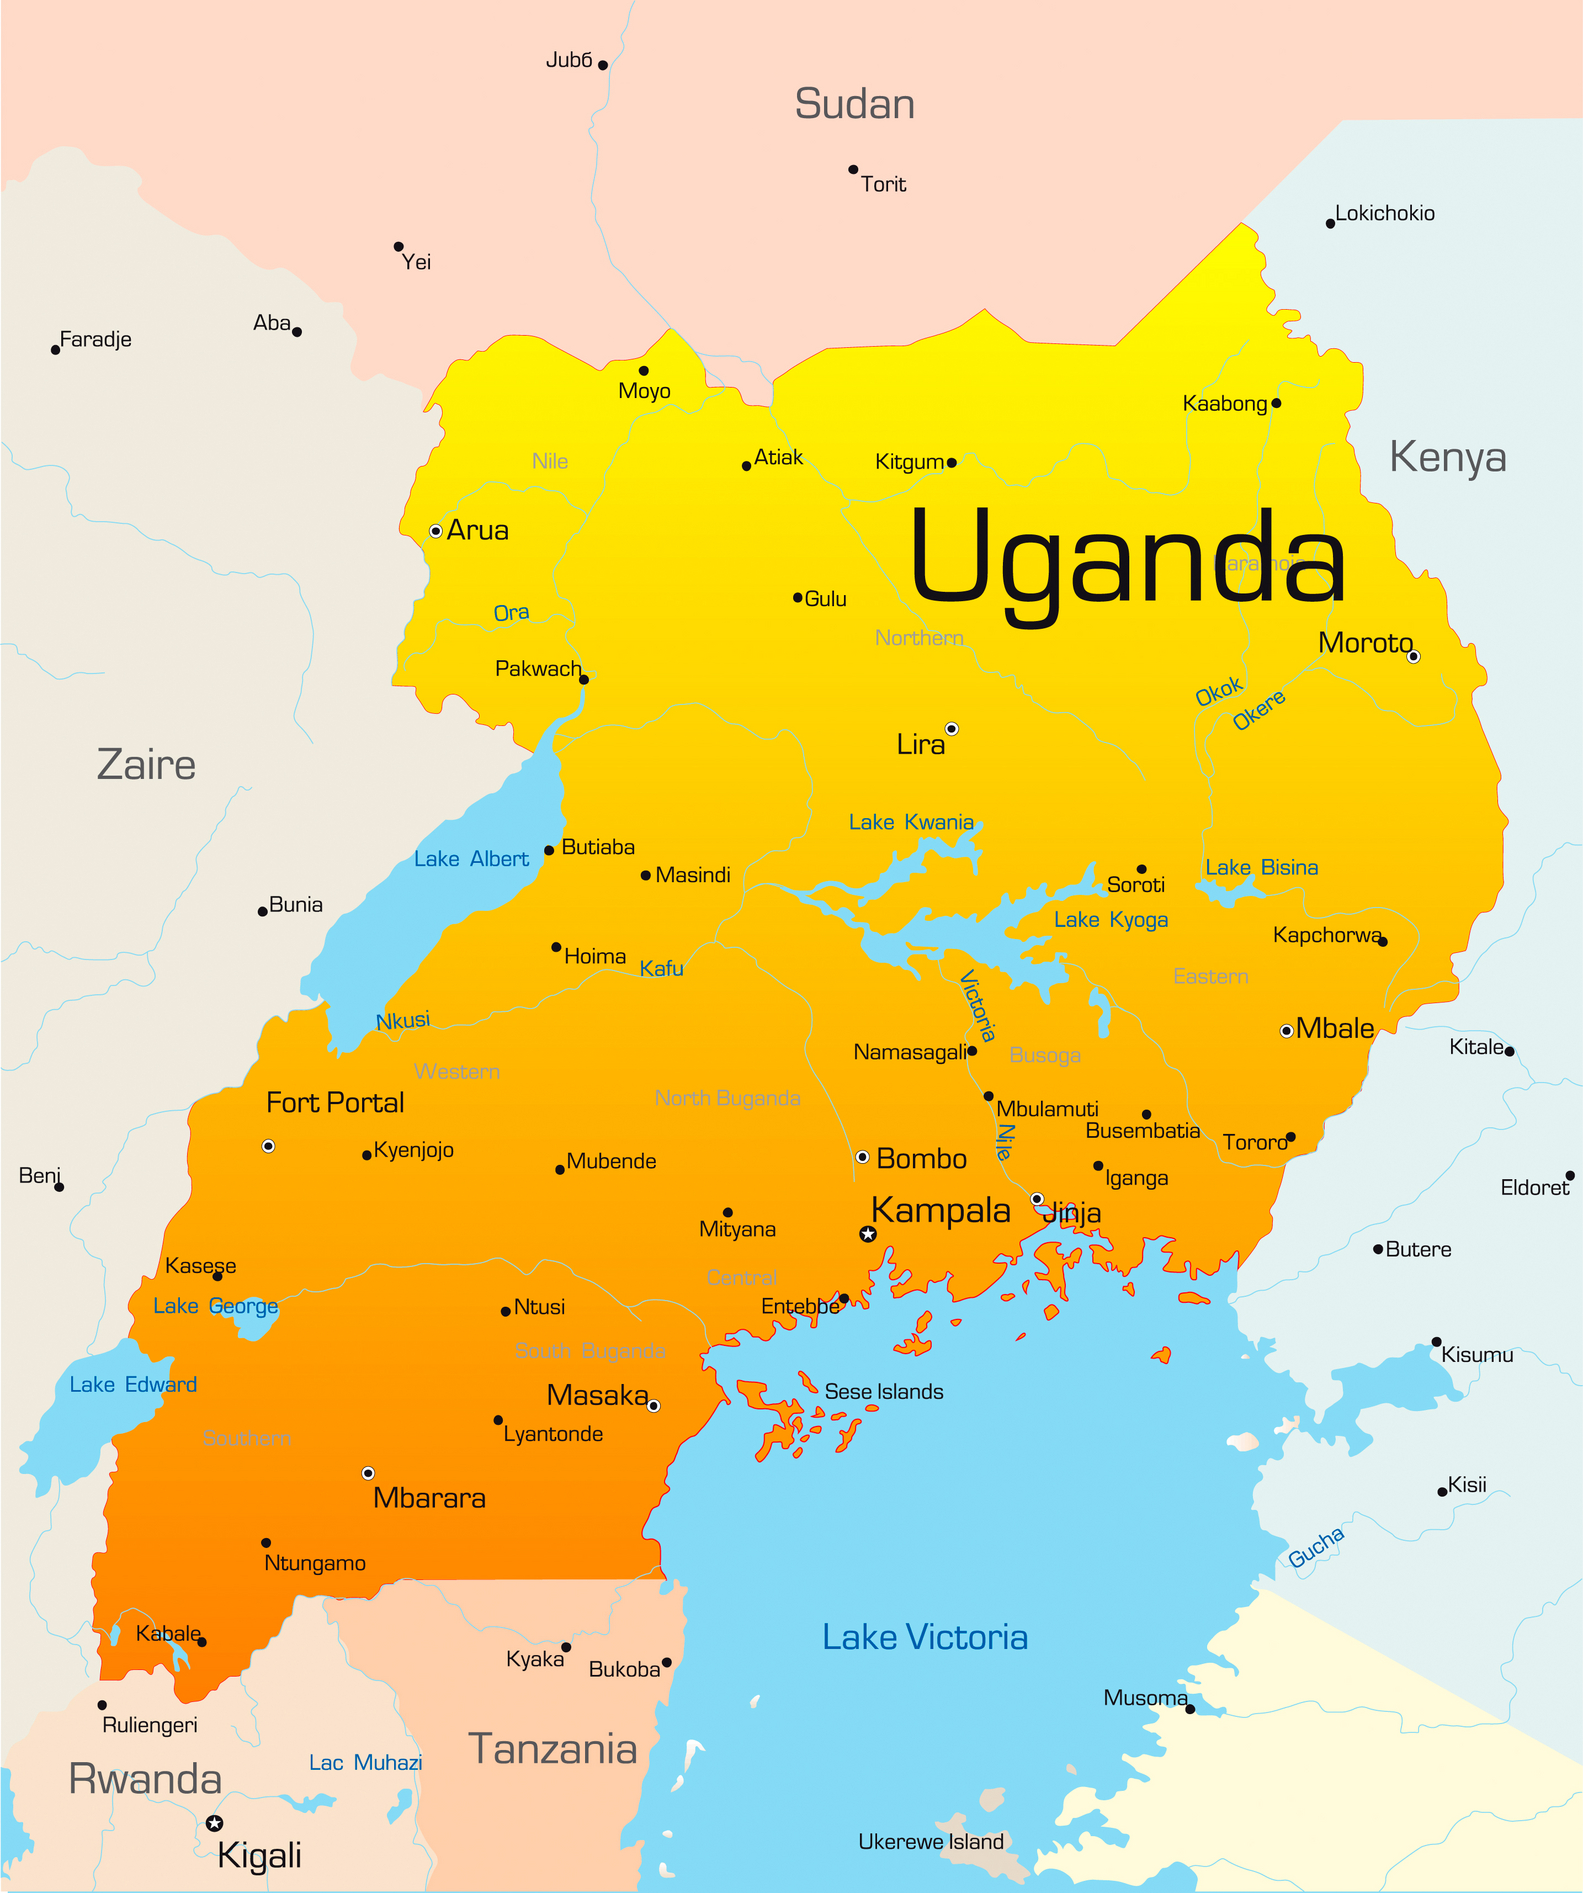 Jubб
Sudan
Torit
Lokichokio
Yei
Aba
Faradje
Moyo
Kaabong
Atiak
Kitgum
Kenya
Nile
Arua
Uganda
Karamoja
Ora
Gulu
Northern
Moroto
Pakwach
Okok
Okere
Lira
Zaire
Lake Kwania
Lake Albert
Butiaba
Masindi
Lake Bisina
Soroti
Bunia
Lake Kyoga
Kapchorwa
Hoima
Kafu
Eastern
Victoria
Nkusi
Mbale
Namasagali
Busoga
Kitale
Western
North Buganda
Fort Portal
Mbulamuti
Busembatia
Nile
Tororo
Kyenjojo
Mubende
Bombo
Iganga
Beni
Eldoret
Kampala
Jinja
Mityana
Butere
Kasese
Central
Lake George
Ntusi
Entebbe
South Buganda
Kisumu
Lake Edward
Masaka
Sese Islands
Southern
Lyantonde
Mbarara
Kisii
Gucha
Ntungamo
Kabale
Lake Victoria
Kyaka
Bukoba
Musoma
Ruliengeri
Tanzania
Lac Muhazi
Rwanda
Ukerewe Island
Kigali